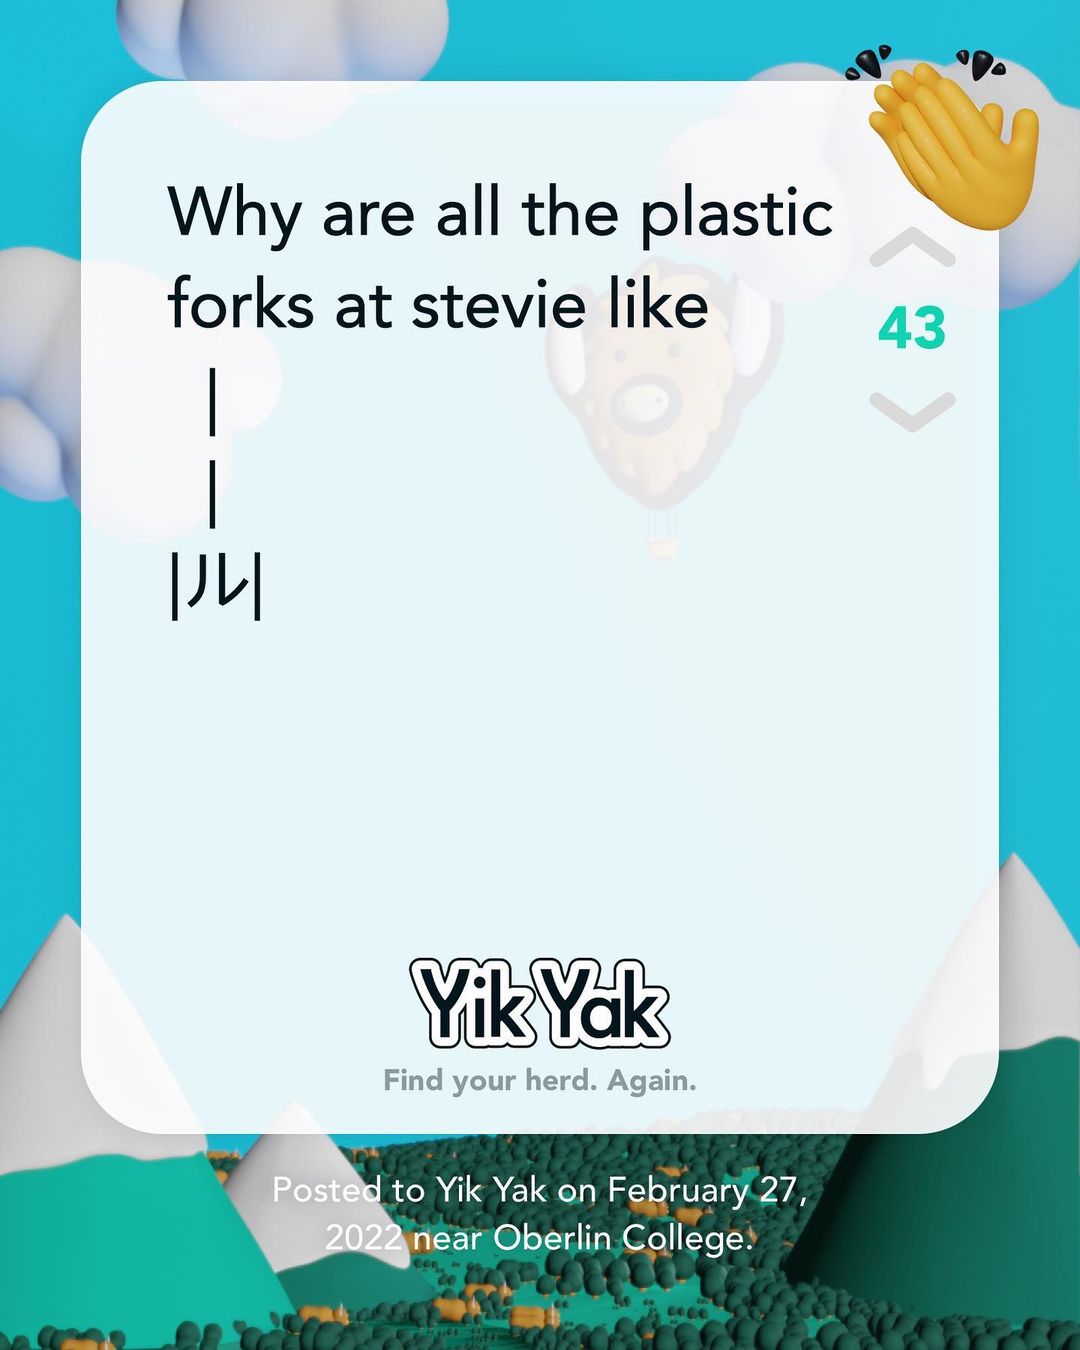 Why are all the plastic
forks at stevie like
|
|
|ル|
43
Yik Yak
Find your herd. Again.
Posted to Yik Yak on February 27,
2022 near Oberlin College.